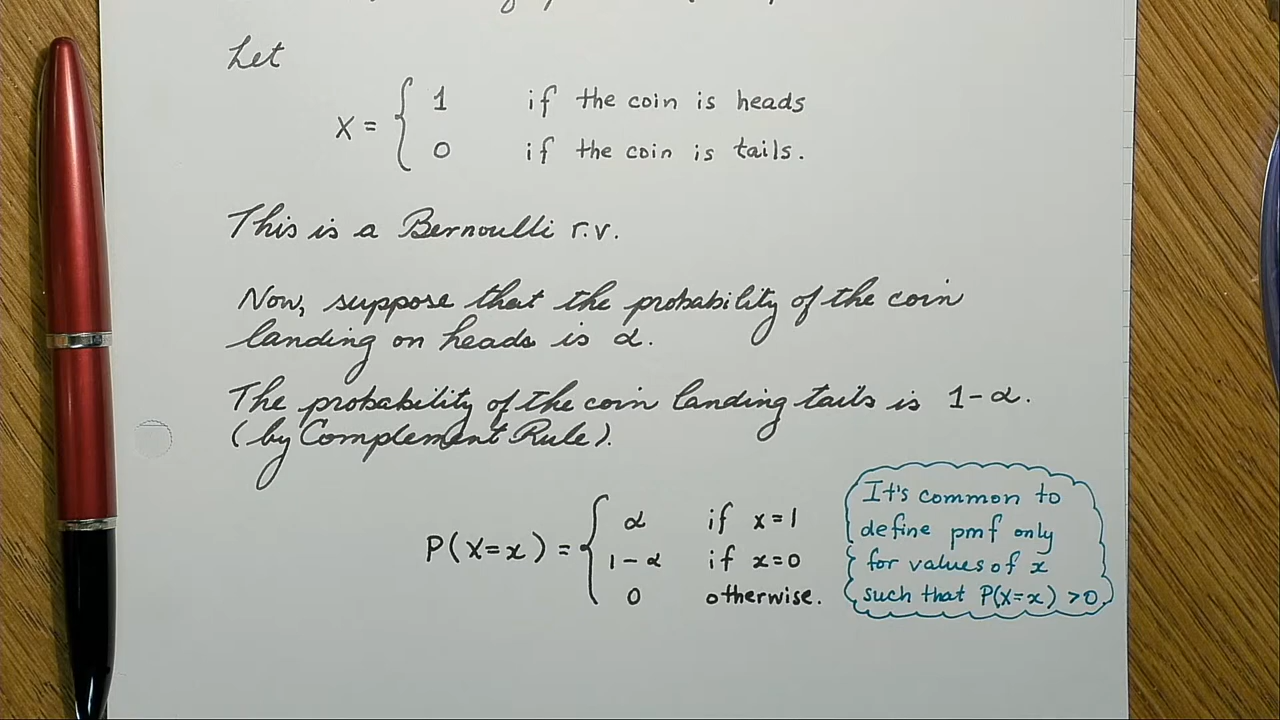 Let
X = { 1 if the coin is heads
0 if the coin is tails.
This is a Bernoulli r.v.
Now, suppose that the probability of the coin
landing on heads is α.
The probability of the coin landing tails is 1-α.
(by Complement Rule).
P(X=x) = { α if x=1
1-α if x=0
0 otherwise.
It's common to
define pmf only
for values of x
such that P(X=x) >0